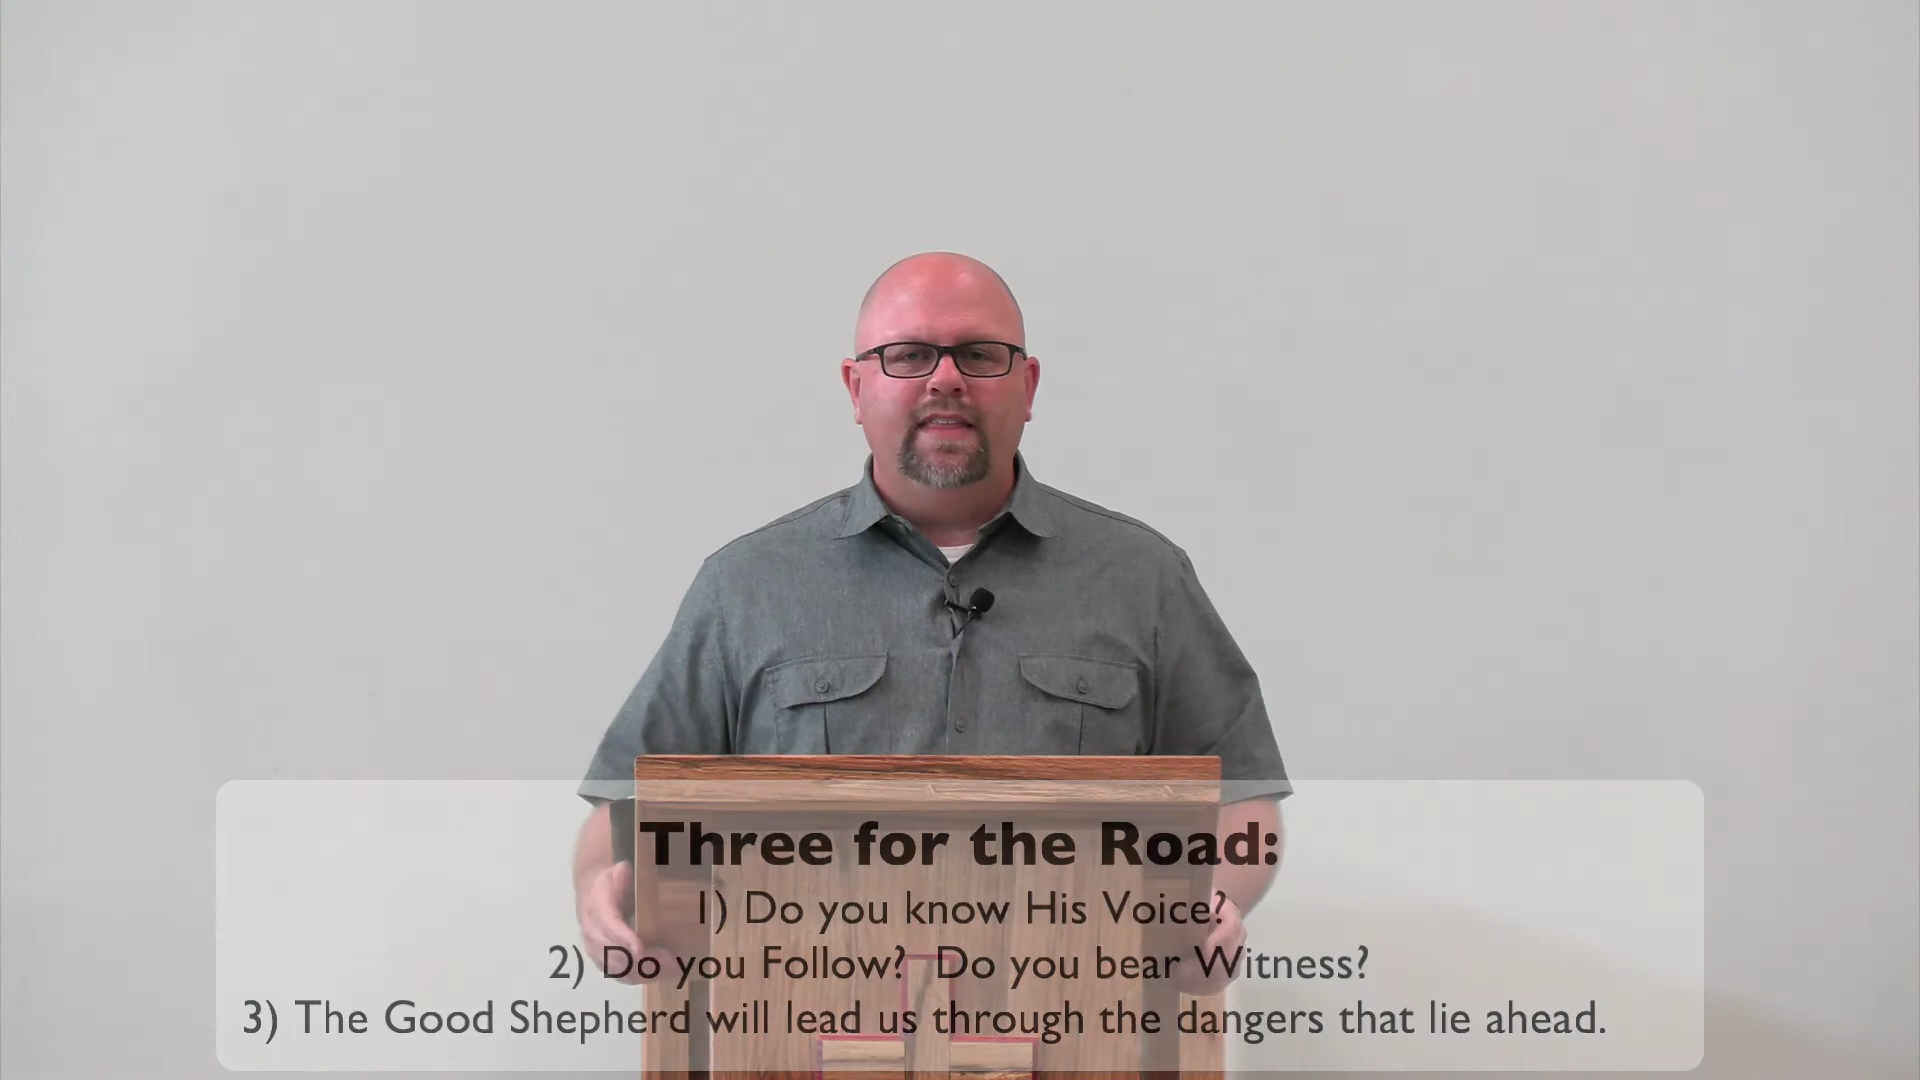 Three for the Road:
1) Do you know His Voice?
2) Do you Follow?  Do you bear Witness?
3) The Good Shepherd will lead us through the dangers that lie ahead.